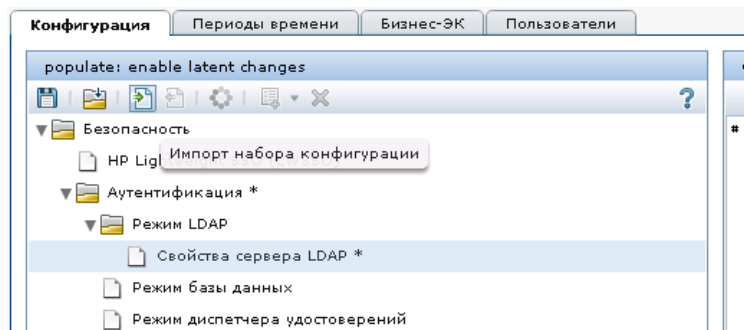 Конфигурация Периоды времени Бизнес-ЭК Пользователи
populate: enable latent changes
?
Безопасность
#
HP Lig
Импорт набора конфигурации
Аутентификация *
Режим LDAP
Свойства сервера LDAP *
Режим базы данных
Режим диспетчера удостоверений